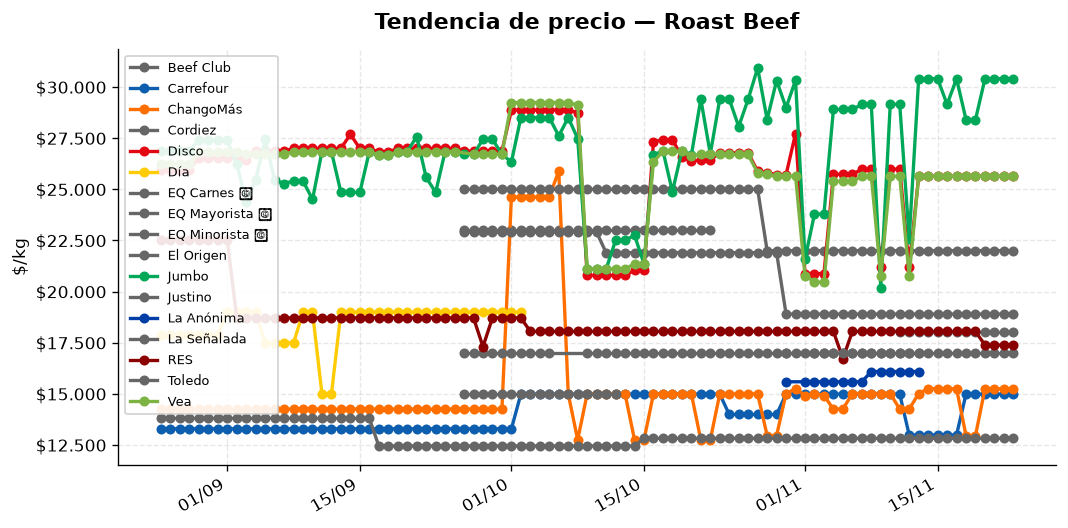 Tendencia de precio — Roast Beef
$/kg
$30.000
$27.500
$25.000
$22.500
$20.000
$17.500
$15.000
$12.500
Beef Club
Carrefour
ChangoMás
Cordiez
Disco
Día
EQ Carnes
EQ Mayorista
EQ Minorista
El Origen
Jumbo
Justino
La Anónima
La Señalada
RES
Toledo
Vea
01/09
15/09
01/10
15/10
01/11
15/11